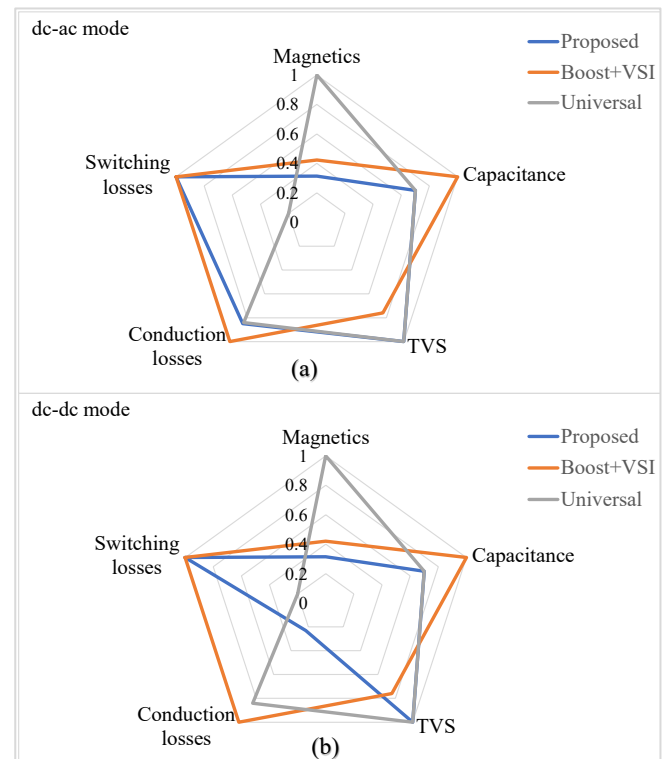 dc-ac mode
Proposed
Boost+VSI
Universal
Magnetics
1
0.8
0.6
0.4
0.2
0
Capacitance
TVS
Conduction
losses
Switching
losses
(a)
dc-dc mode
Proposed
Boost+VSI
Universal
Magnetics
1
0.8
0.6
0.4
0.2
0
Capacitance
TVS
Conduction
losses
Switching
losses
(b)